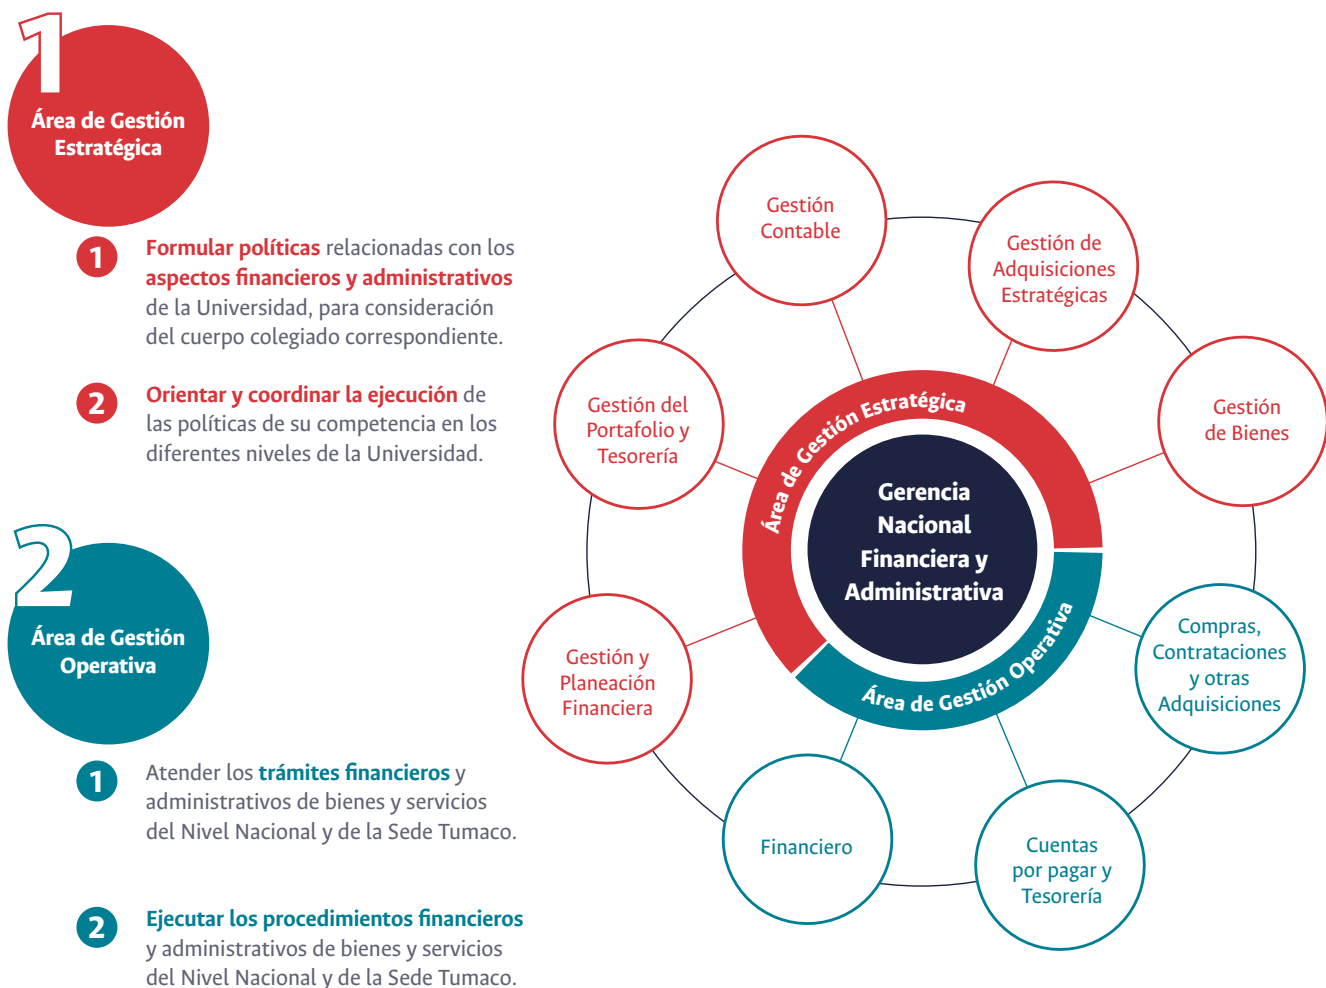 1
Área de Gestión
Estratégica
1
Formular políticas relacionadas con los
aspectos financieros y administrativos
de la Universidad, para consideración
del cuerpo colegiado correspondiente.
2
Orientar y coordinar la ejecución de
las políticas de su competencia en los
diferentes niveles de la Universidad.
2
Área de Gestión
Operativa
1
Atender los trámites financieros y
administrativos de bienes y servicios
del Nivel Nacional y de la Sede Tumaco.
2
Ejecutar los procedimientos financieros
y administrativos de bienes y servicios
del Nivel Nacional y de la Sede Tumaco.
Gestión
Contable
Gestión de
Adquisiciones
Estratégicas
Gestión
de Bienes
Gestión del
Portafolio y
Tesorería
Gestión y
Planeación
Financiera
Área de Gestión Estratégica
Gerencia
Nacional
Financiera y
Administrativa
Área de Gestión Operativa
Compras,
Contrataciones
y otras
Adquisiciones
Cuentas
por pagar y
Tesorería
Financiero